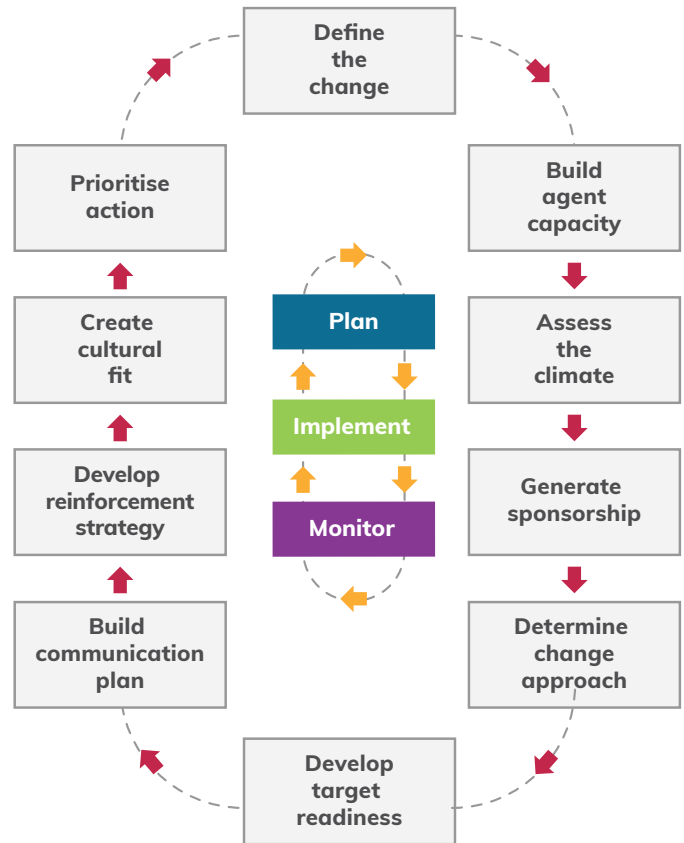 Define
the
change
Build
agent
capacity
Assess
the
climate
Generate
sponsorship
Determine
change
approach
Develop
target
readiness
Build
communication
plan
Develop
reinforcement
strategy
Create
cultural
fit
Prioritise
action
Plan
Implement
Monitor